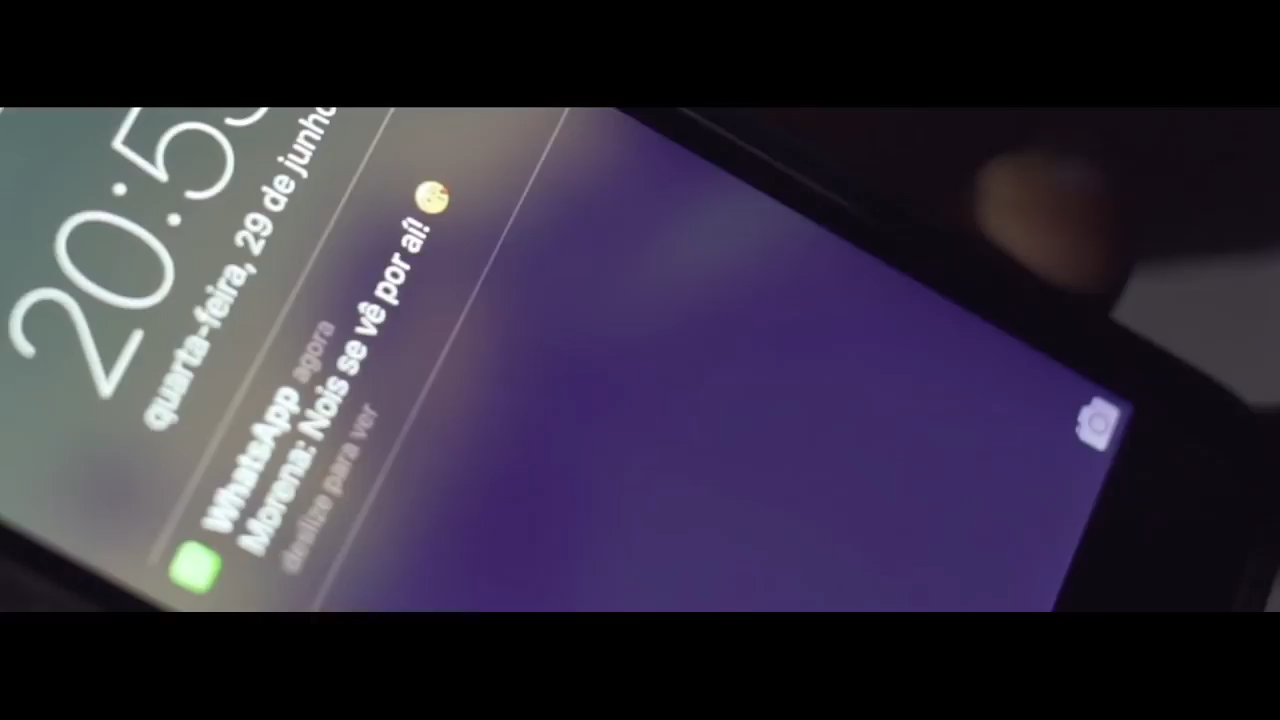 20:5
quarta-feira, 29 de junho
WhatsApp agora
Morena: Nois se vê por aí! 😘
deslize para ver